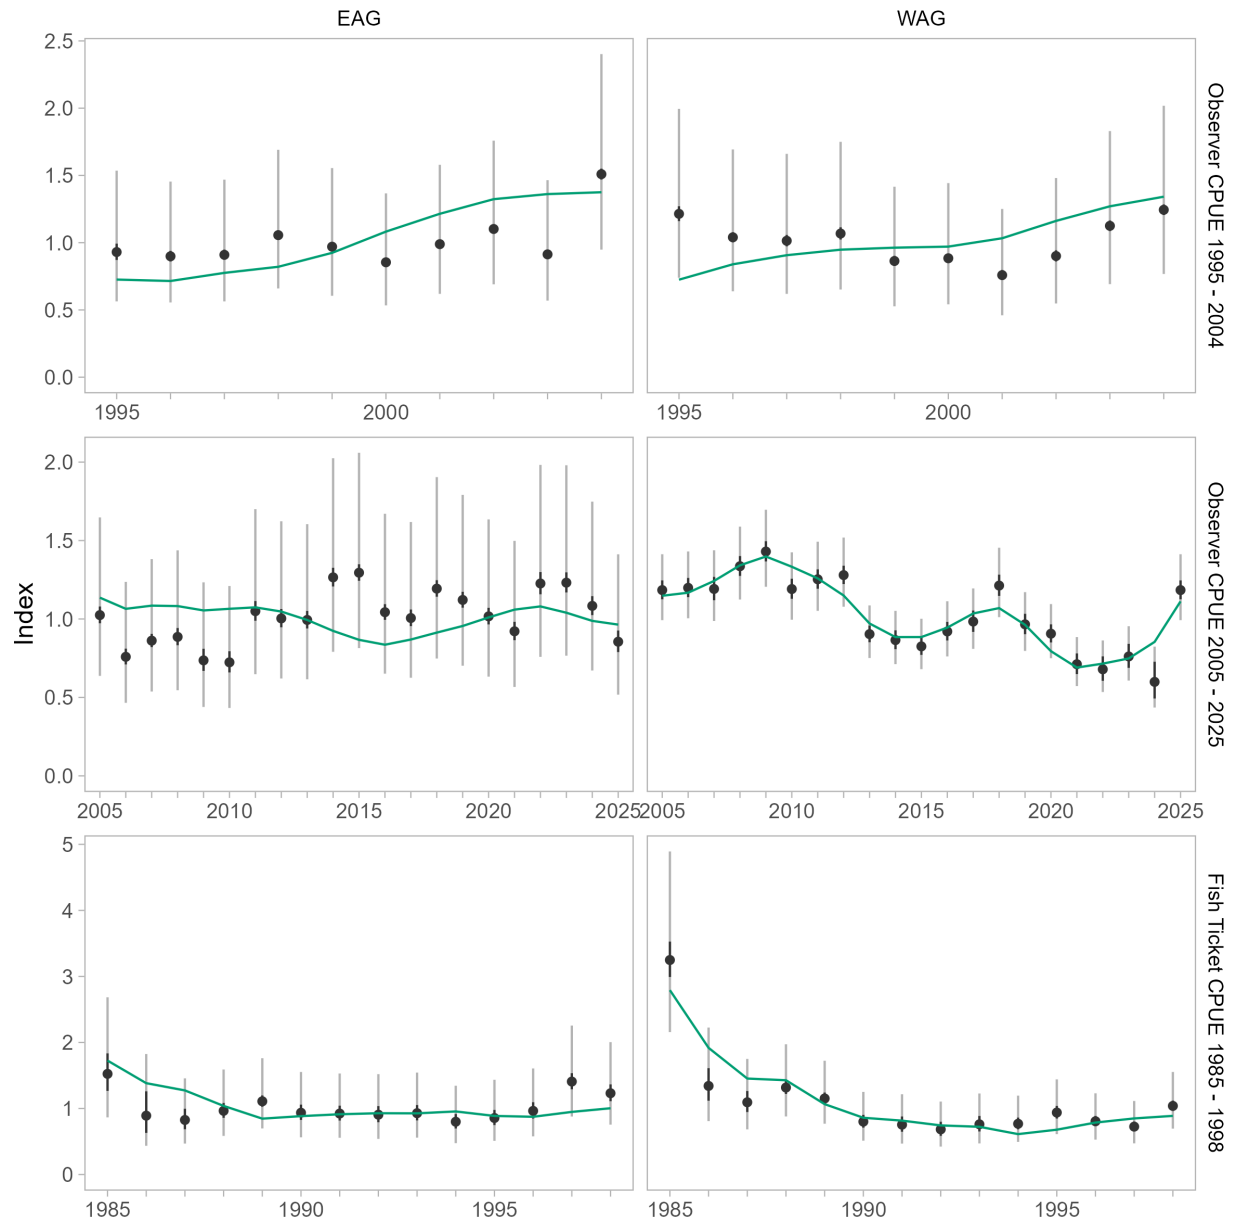 EAG WAG
2.5
2.0
1.5
1.0
0.5
0.0
Observer CPUE 1995 - 2004
1995 2000 1995 2000
Index
2.0
1.5
1.0
0.5
0.0
Observer CPUE 2005 - 2025
2005 2010 2015 2020 2025 2005 2010 2015 2020 2025
5
4
3
2
1
0
Fish Ticket CPUE 1985 - 1998
1985 1990 1995 1985 1990 1995